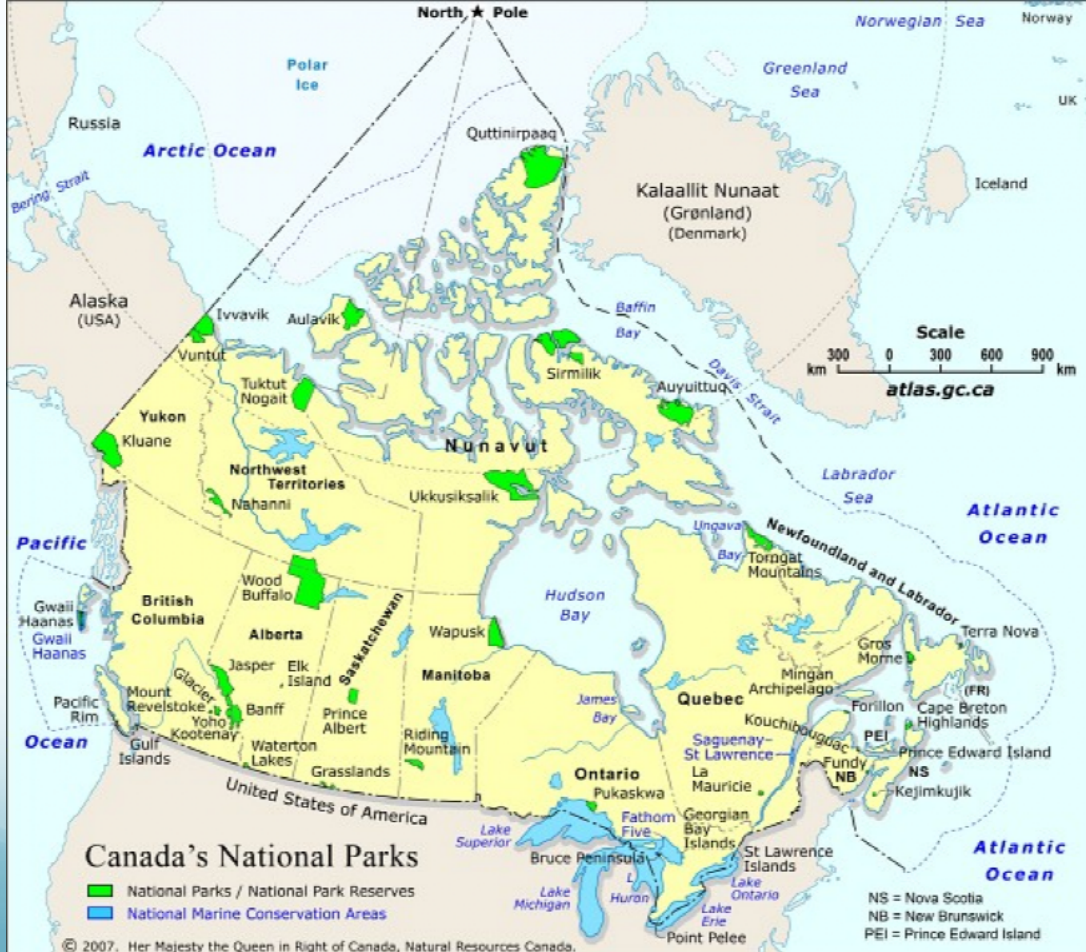 North ★ Pole
Norwegian Sea
Norway
Polar
Ice
Greenland
Sea
UK
Russia
Quttinirpaaq
Arctic Ocean
Bering Strait
Kalaallit Nunaat
(Grønland)
(Denmark)
Iceland
Alaska
(USA)
Ivvavik
Aulavik
Baffin
Bay
Scale
300 0 300 600 900
km km
atlas.gc.ca
Vuntut
Sirmilik
Davis Strait
Tuktut
Nogait
Auyuittuq
Yukon
Kluane
Nunavut
Northwest
Territories
Ukkusiksalik
Nahanni
Labrador
Sea
Atlantic
Ocean
Pacific
Ungava
Bay
Newfoundland and Labrador
Torngat
Mountains
Wood
Buffalo
Hudson
Bay
Gwaii
Haanas
Gwaii
Haanas
British
Columbia
Alberta
Saskatchewan
Wapusk
Terra Nova
Gros
Morne
Jasper
Elk
Island
Manitoba
Mingan
Archipelago
(FR)
Glacier
Pacific
Rim
Mount
Revelstoke
Banff
Prince
Albert
James
Bay
Quebec
Forillon
Cape Breton
Highlands
Yoho
Kootenay
Riding
Mountain
Kouchibouguac
PEI
Ocean
Gulf
Islands
Waterton
Lakes
Saguenay-
St Lawrence
Prince Edward Island
Fundy
NB
NS
Grasslands
Ontario
La
Mauricie
Kejimkujik
United States of America
Pukaskwa
Georgian
Bay
Islands
Fathom
Five
Lake
Superior
Bruce Peninsula
St Lawrence
Islands
Atlantic
Ocean
Canada's National Parks
National Parks / National Park Reserves
National Marine Conservation Areas
Lake
Michigan
L
Huron
Lake
Ontario
Lake
Erie
Point Pelee
NS = Nova Scotia
NB = New Brunswick
PEI = Prince Edward Island
© 2007. Her Majesty the Queen in Right of Canada, Natural Resources Canada.